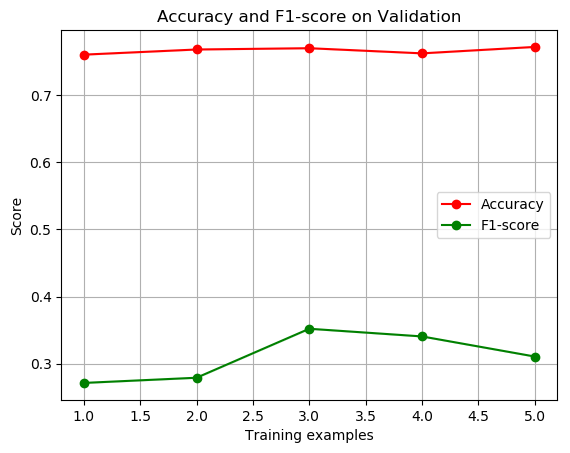 Accuracy and F1-score on Validation
Score
0.7
0.6
0.5
0.4
0.3
Accuracy
F1-score
1.0 1.5 2.0 2.5 3.0 3.5 4.0 4.5 5.0
Training examples